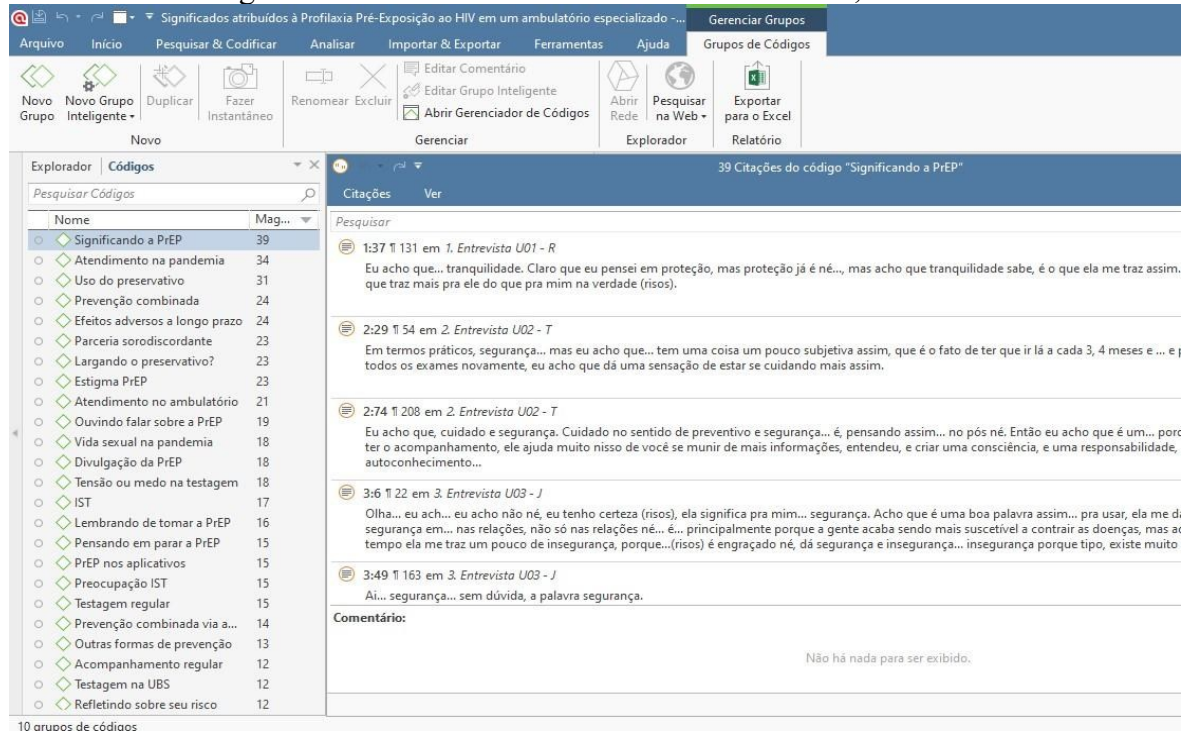 Significados atribuídos à Profilaxia Pré-Exposição ao HIV em um ambulatório especializado -...
Gerenciar Grupos
Arquivo Início Pesquisar & Codificar Analisar Importar & Exportar Ferramentas Ajuda Grupos de Códigos
Novo Grupo
Novo Grupo Inteligente
Duplicar
Fazer Instantâneo
Renomear
Excluir
Editar Comentário
Editar Grupo Inteligente
Abrir Gerenciador de Códigos
Abrir Rede
Pesquisar na Web
Exportar para o Excel
Novo Gerenciar Explorador Relatório
Explorador Códigos
Pesquisar Códigos
Nome Mag...
Significando a PrEP 39
Atendimento na pandemia 34
Uso do preservativo 31
Prevenção combinada 24
Efeitos adversos a longo prazo 24
Parceria sorodiscordante 23
Largando o preservativo? 23
Estigma PrEP 23
Atendimento no ambulatório 21
Ouvindo falar sobre a PrEP 19
Vida sexual na pandemia 18
Divulgação da PrEP 18
Tensão ou medo na testagem 18
IST 17
Lembrando de tomar a PrEP 16
Pensando em parar a PrEP 15
PrEP nos aplicativos 15
Preocupação IST 15
Testagem regular 15
Prevenção combinada via a... 14
Outras formas de prevenção 13
Acompanhamento regular 12
Testagem na UBS 12
Refletindo sobre seu risco 12
10 grupos de códigos
39 Citações do código "Significando a PrEP"
Citações Ver
Pesquisar
1:37 ¶ 131 em 1. Entrevista U01 - R
Eu acho que... tranquilidade. Claro que eu pensei em proteção, mas proteção já é né..., mas acho que tranquilidade sabe, é o que ela me traz assim.
que traz mais pra ele do que pra mim na verdade (risos).
2:29 ¶ 54 em 2. Entrevista U02 - T
Em termos práticos, segurança... mas eu acho que... tem uma coisa um pouco subjetiva assim, que é o fato de ter que ir lá a cada 3, 4 meses e ... e
todos os exames novamente, eu acho que dá uma sensação de estar se cuidando mais assim.
2:74 ¶ 208 em 2. Entrevista U02 - T
Eu acho que, cuidado e segurança. Cuidado no sentido de preventivo e segurança... é, pensando assim... no pós né. Então eu acho que é um...
ter o acompanhamento, ele ajuda muito nisso de você se munir de mais informações, entendeu, e criar uma consciência, e uma responsabilidade,
autoconhecimento...
3:6 ¶ 22 em 3. Entrevista U03 - J
Olha... eu ach... eu acho não né, eu tenho certeza (risos), ela significa pra mim... segurança. Acho que é uma boa palavra assim... pra usar, ela me
segurança em... nas relações, não só nas relações né... é... principalmente porque a gente acaba sendo mais suscetível a contrair as doenças, mas
tempo ela me traz um pouco de insegurança, porque...(risos) é engraçado né, dá segurança e insegurança... insegurança porque tipo, existe muito
3:49 ¶ 163 em 3. Entrevista U03 - J
Ai... segurança... sem dúvida, a palavra segurança.
Comentário:
Não há nada para ser exibido.